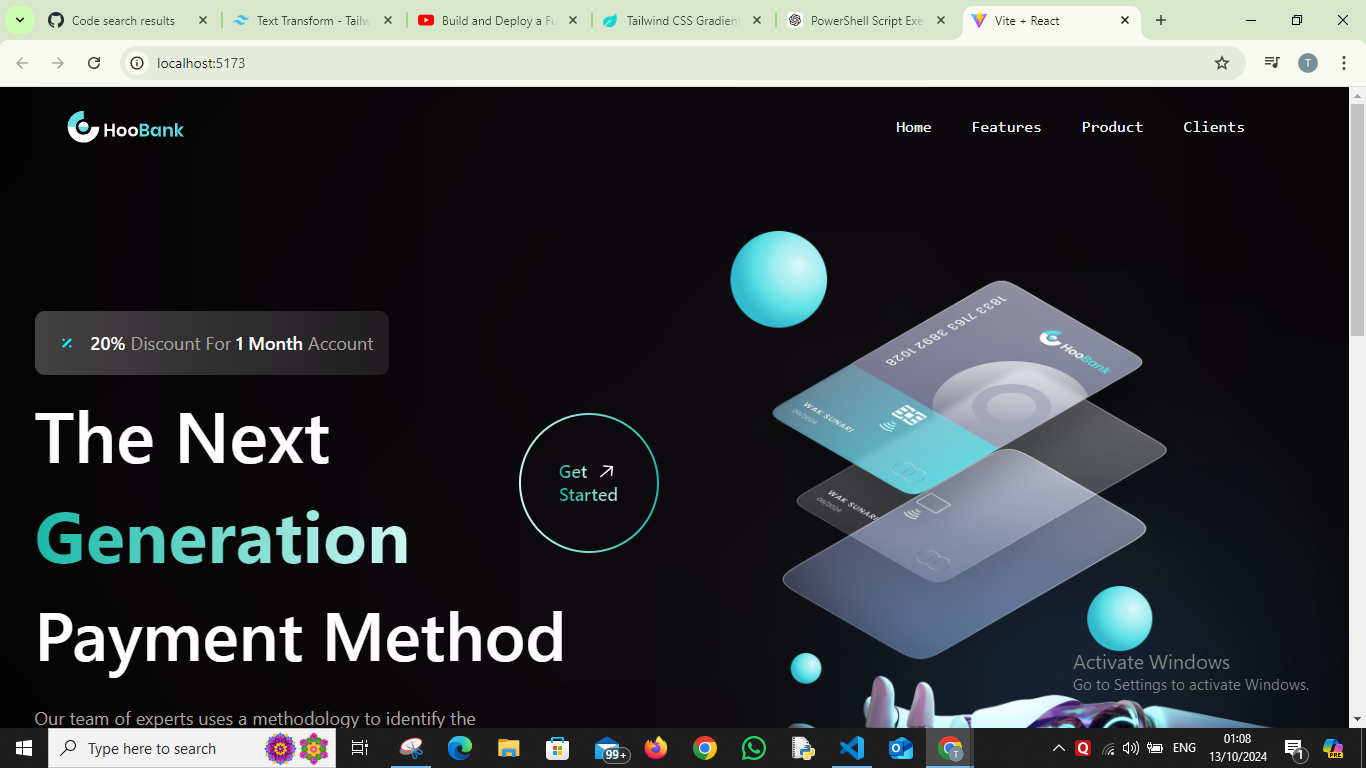 Code search results
Text Transform - Tailw
Build and Deploy a Fu
Tailwind CSS Gradient
PowerShell Script Exe
Vite + React
localhost:5173
T
HooBank
Home Features Product Clients
20% Discount For 1 Month Account
The Next
Generation
Payment Method
Get
Started
1833 7163 3892 1028
HooBank
WAK SUNARI
06/2024
WAK SUNARI
06/2024
Our team of experts uses a methodology to identify the
Activate Windows
Go to Settings to activate Windows.
Type here to search
99+
T
ENG
01:08
13/10/2024
1
PRE